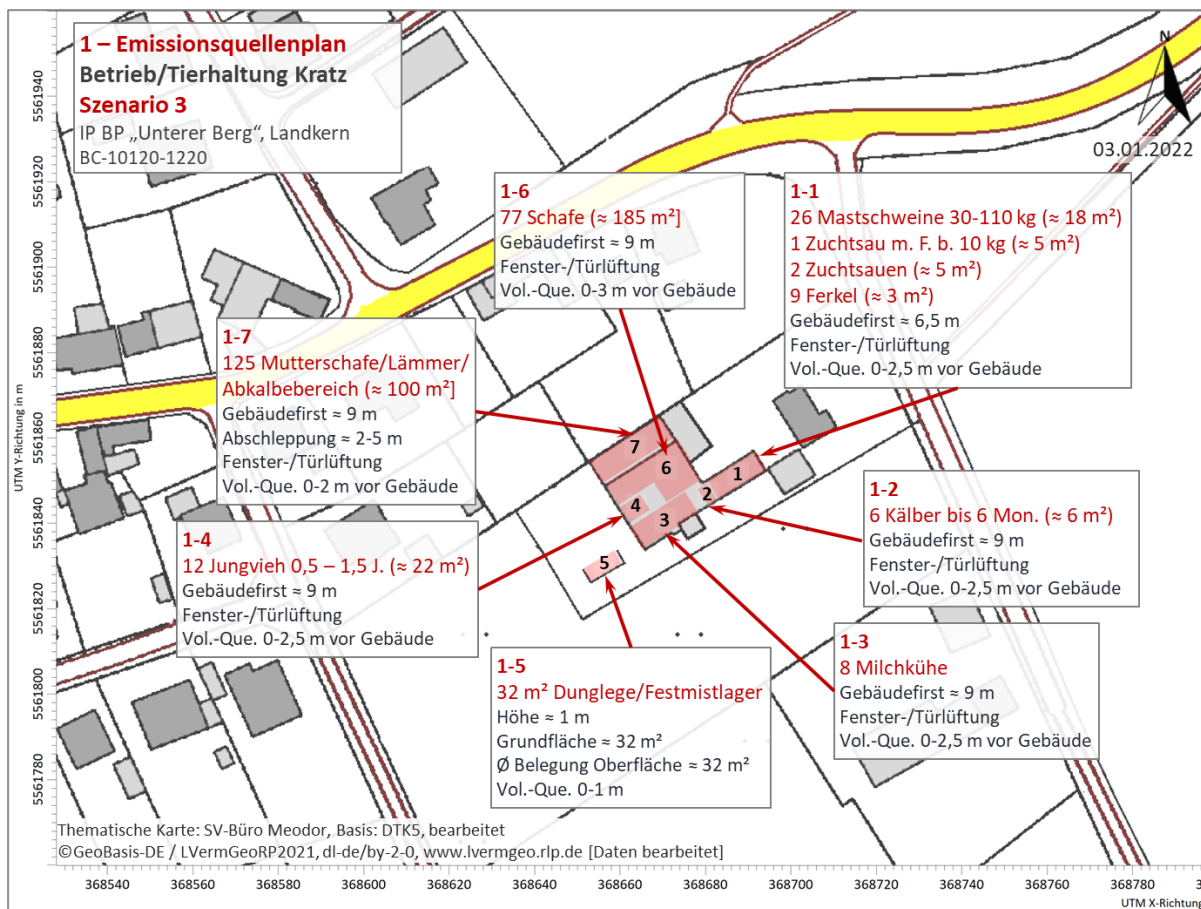 1 – Emissionsquellenplan
Betrieb/Tierhaltung Kratz
Szenario 3
IP BP „Unterer Berg“, Landkern
BC-10120-1220
N
03.01.2022
1-6
77 Schafe (≈ 185 m²]
Gebäudefirst ≈ 9 m
Fenster-/Türlüftung
Vol.-Que. 0-3 m vor Gebäude
1-1
26 Mastschweine 30-110 kg (≈ 18 m²)
1 Zuchtsau m. F. b. 10 kg (≈ 5 m²)
2 Zuchtsauen (≈ 5 m²)
9 Ferkel (≈ 3 m²)
Gebäudefirst ≈ 6,5 m
Fenster-/Türlüftung
Vol.-Que. 0-2,5 m vor Gebäude
1-7
125 Mutterschafe/Lämmer/
Abkalbebereich (≈ 100 m²]
Gebäudefirst ≈ 9 m
Abschleppung ≈ 2-5 m
Fenster-/Türlüftung
Vol.-Que. 0-2 m vor Gebäude
7
6
1
2
4
3
5
1-2
6 Kälber bis 6 Mon. (≈ 6 m²)
Gebäudefirst ≈ 9 m
Fenster-/Türlüftung
Vol.-Que. 0-2,5 m vor Gebäude
1-4
12 Jungvieh 0,5 – 1,5 J. (≈ 22 m²)
Gebäudefirst ≈ 9 m
Fenster-/Türlüftung
Vol.-Que. 0-2,5 m vor Gebäude
1-5
32 m² Dunglege/Festmistlager
Höhe ≈ 1 m
Grundfläche ≈ 32 m²
Ø Belegung Oberfläche ≈ 32 m²
Vol.-Que. 0-1 m
1-3
8 Milchkühe
Gebäudefirst ≈ 9 m
Fenster-/Türlüftung
Vol.-Que. 0-2,5 m vor Gebäude
Thematische Karte: SV-Büro Meodor, Basis: DTK5, bearbeitet
©GeoBasis-DE / LVermGeoRP2021, dl-de/by-2-0, www.lvermgeo.rlp.de [Daten bearbeitet]
UTM Y-Richtung in m
5561940
5561920
5561900
5561880
5561860
5561840
5561820
5561800
5561780
368540
368560
368580
368600
368620
368640
368660
368680
368700
368720
368740
368760
368780
3
UTM X-Richtung